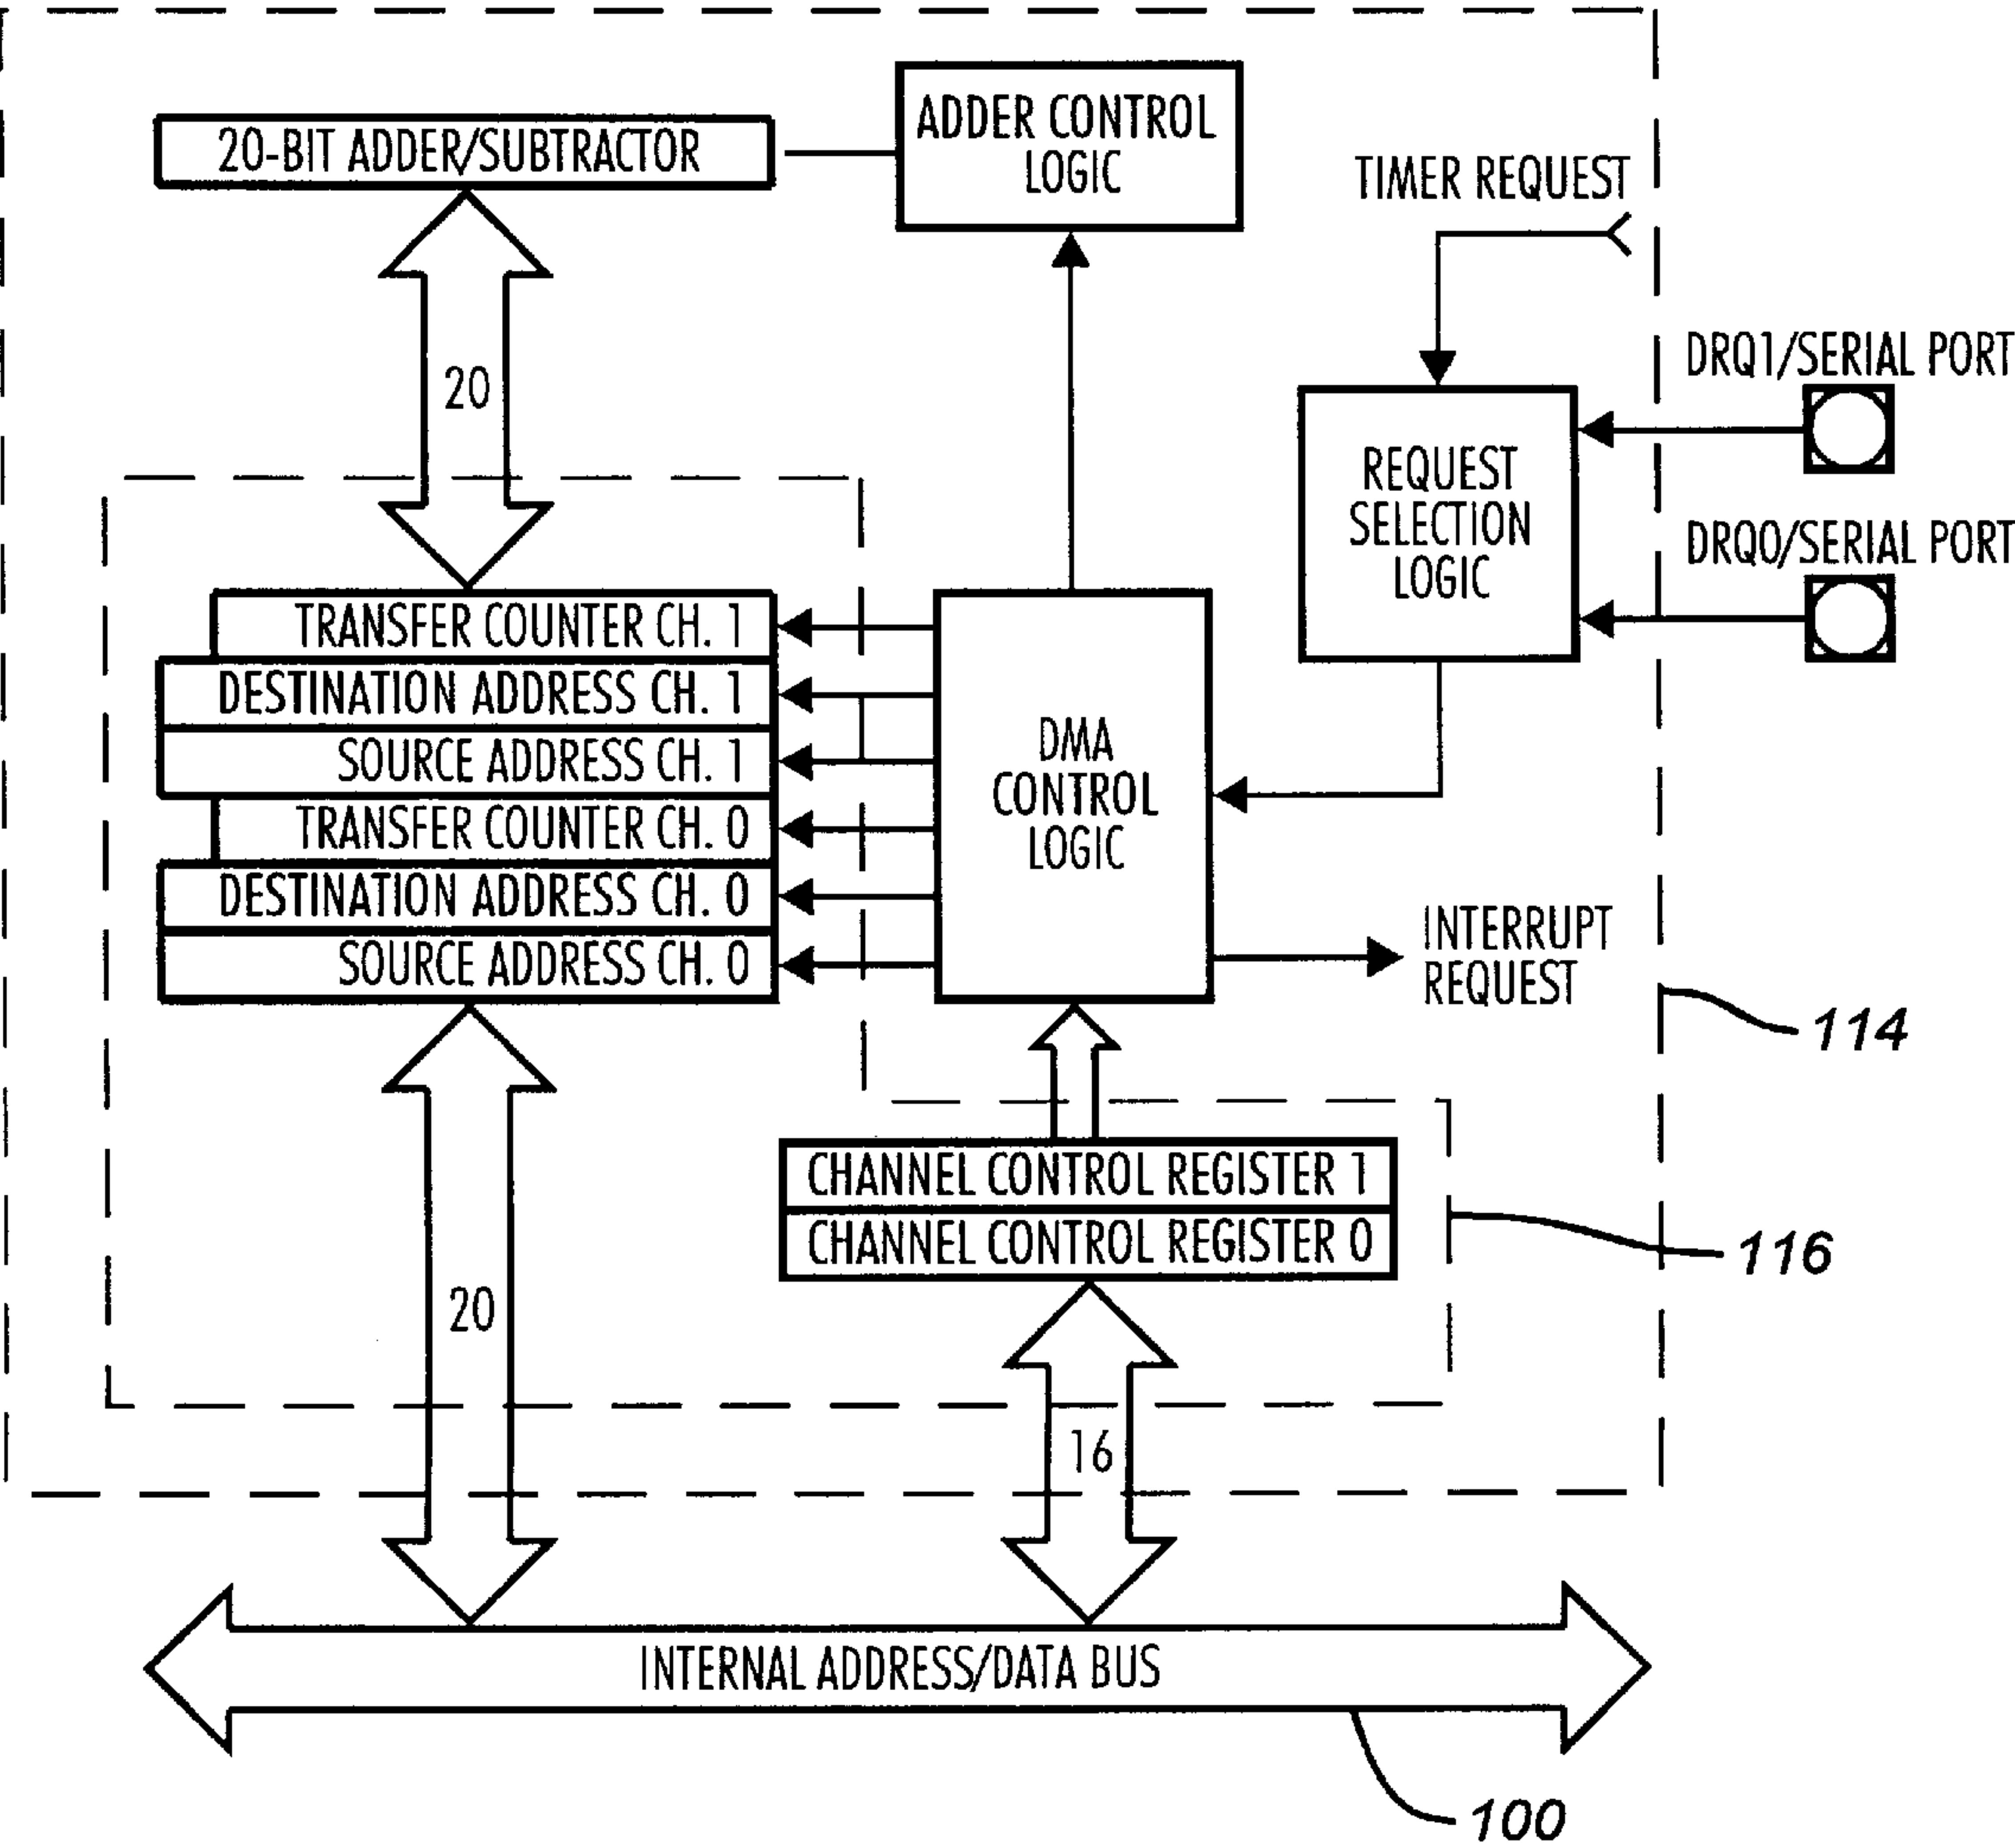 20-BIT ADDER/SUBTRACTOR
ADDER CONTROL
LOGIC
TIMER REQUEST
DRQ1/SERIAL PORT
20
REQUEST
SELECTION
LOGIC
DRQ0/SERIAL PORT
TRANSFER COUNTER CH. 1
DESTINATION ADDRESS CH. 1
SOURCE ADDRESS CH. 1
TRANSFER COUNTER CH. 0
DESTINATION ADDRESS CH. 0
SOURCE ADDRESS CH. 0
DMA
CONTROL
LOGIC
INTERRUPT
REQUEST
114
CHANNEL CONTROL REGISTER 1
CHANNEL CONTROL REGISTER 0
116
20
16
INTERNAL ADDRESS/DATA BUS
100